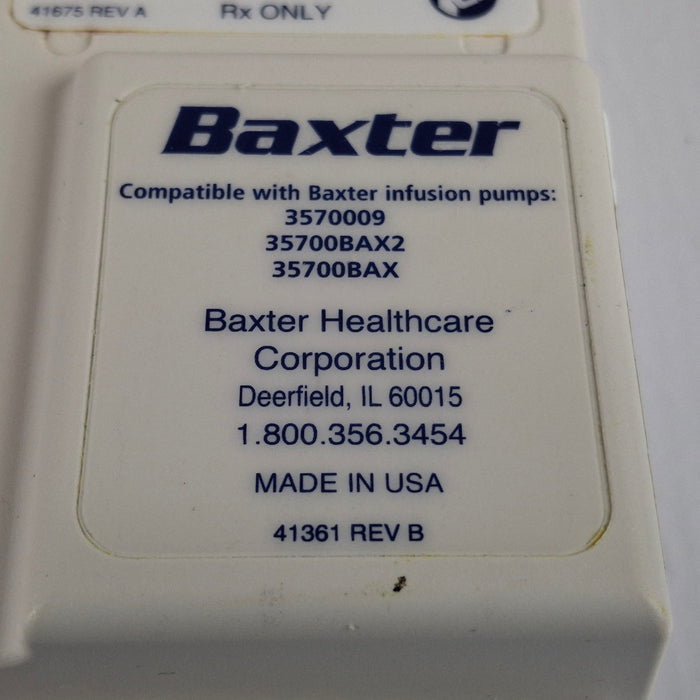 41675 REV A
Rx ONLY
Baxter
Compatible with Baxter infusion pumps:
3570009
35700BAX2
35700BAX
Baxter Healthcare
Corporation
Deerfield, IL 60015
1.800.356.3454
MADE IN USA
41361 REV B